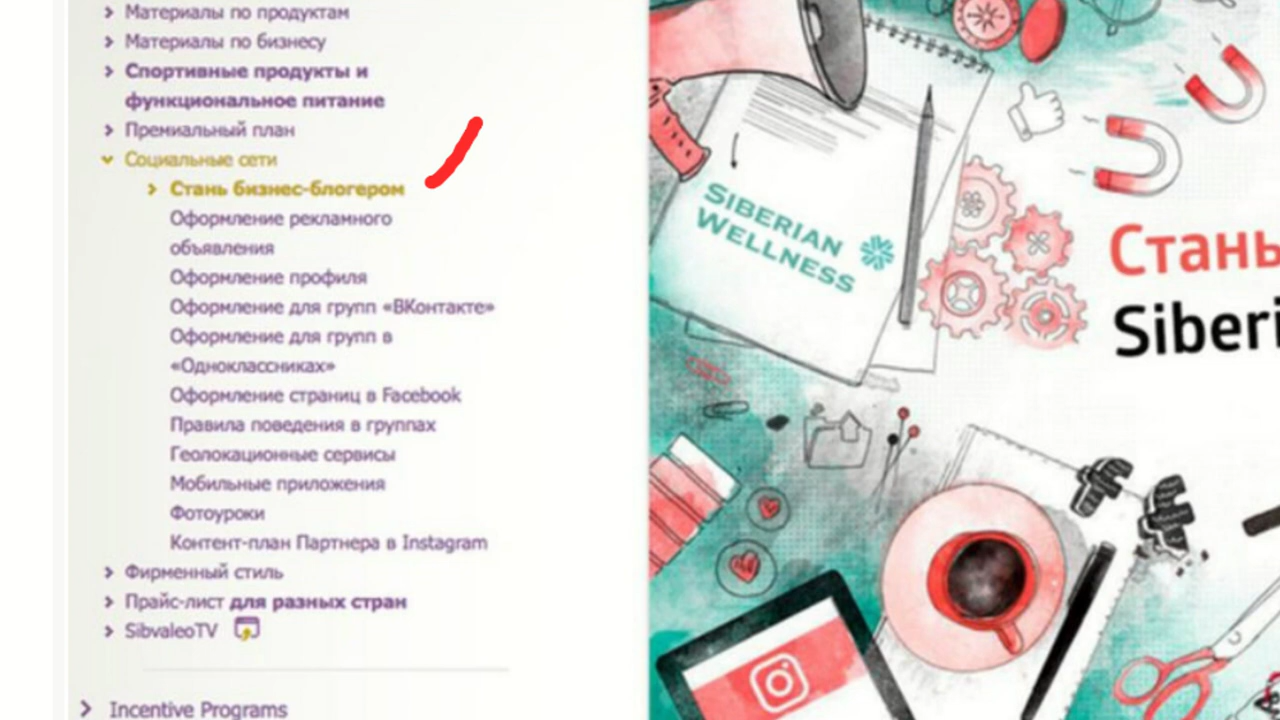 Материалы по продуктам
Материалы по бизнесу
Спортивные продукты и
функциональное питание
Премиальный план
Социальные сети
Стань бизнес-блогером
Оформление рекламного
объявления
Оформление профиля
Оформление для групп «ВКонтакте»
Оформление для групп в
«Одноклассниках»
Оформление страниц в Facebook
Правила поведения в группах
Геолокационные сервисы
Мобильные приложения
Фотоуроки
Контент-план Партнера в Instagram
Фирменный стиль
Прайс-лист для разных стран
SibvaleoTV
Incentive Programs
SIBERIAN
WELLNESS
Стань
Siberi